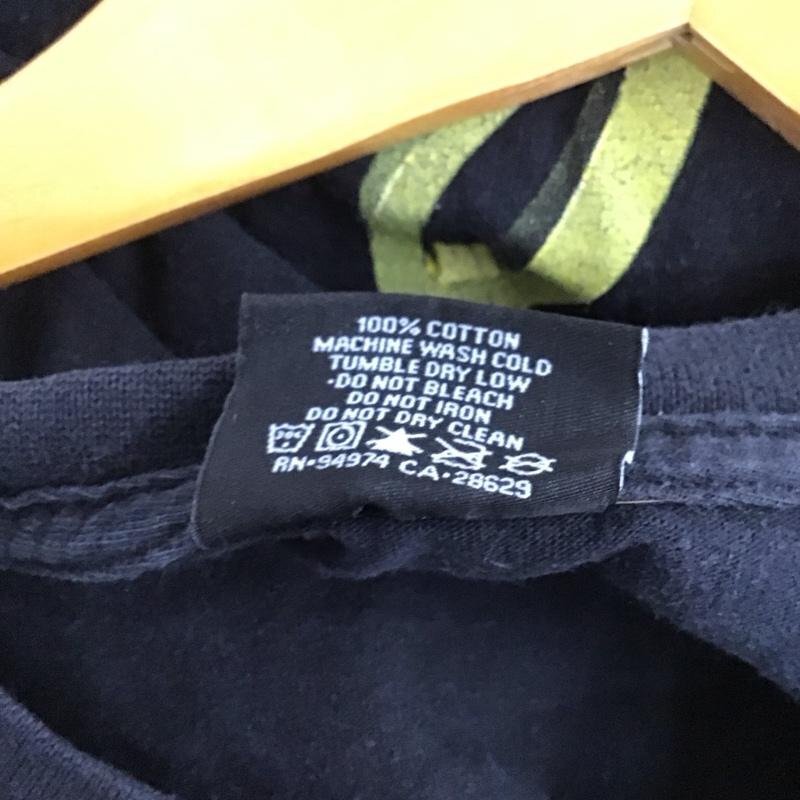 100% COTTON
MACHINE WASH COLD
TUMBLE DRY LOW
·DO NOT BLEACH
DO NOT IRON
DO NOT DRY CLEAN
RN·94974 CA·28629